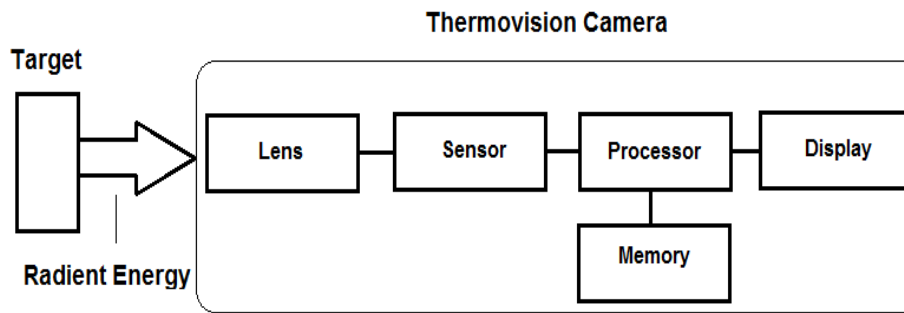 Thermovision Camera
Target
Lens
Sensor
Processor
Display
Memory
Radient Energy